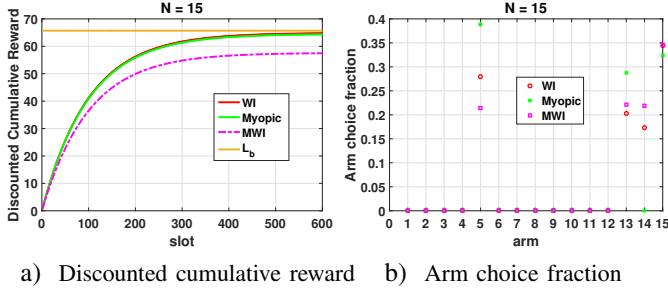 N = 15
Discounted Cumulative Reward
70
60
50
40
30
20
10
0
WI
Myopic
MWI
L_b
0 100 200 300 400 500 600
slot
N = 15
Arm choice fraction
0.4
0.35
0.3
0.25
0.2
0.15
0.1
0.05
0
WI
Myopic
MWI
0 1 2 3 4 5 6 7 8 9 10 11 12 13 14 15
arm
a) Discounted cumulative reward
b) Arm choice fraction